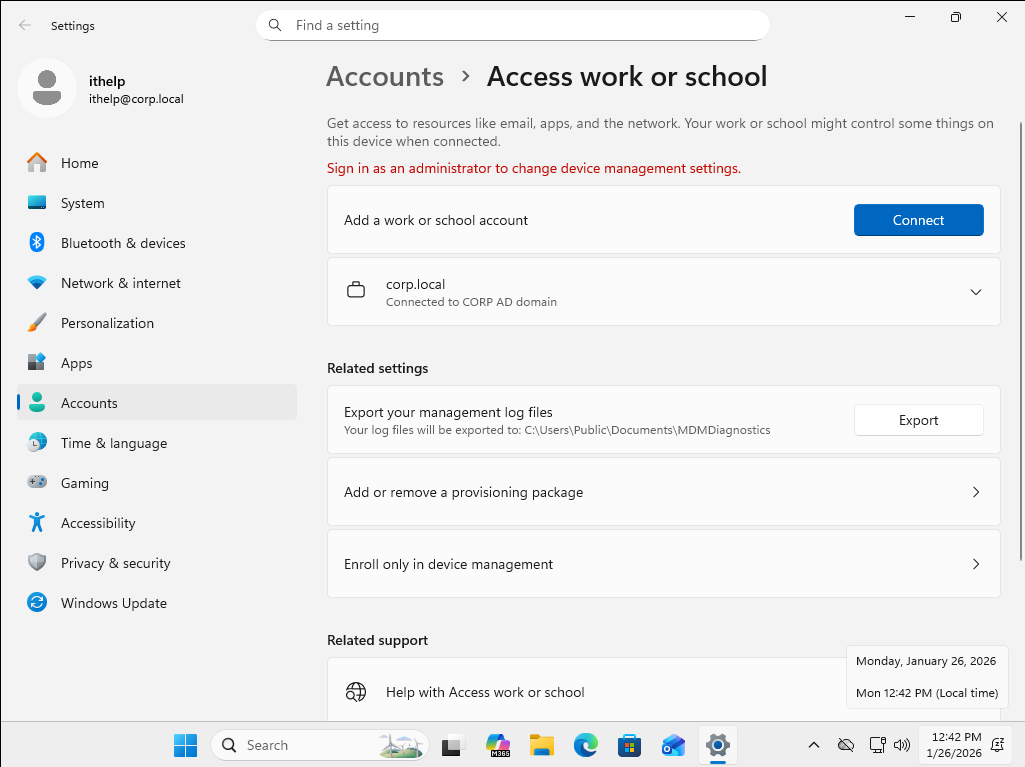 Settings
Find a setting
ithelp
ithelp@corp.local
Home
System
Bluetooth & devices
Network & internet
Personalization
Apps
Accounts
Time & language
Gaming
Accessibility
Privacy & security
Windows Update
Accounts > Access work or school
Get access to resources like email, apps, and the network. Your work or school might control some things on
this device when connected.
Sign in as an administrator to change device management settings.
Add a work or school account
Connect
corp.local
Connected to CORP AD domain
Related settings
Export your management log files
Your log files will be exported to: C:\Users\Public\Documents\MDMDiagnostics
Export
Add or remove a provisioning package
Enroll only in device management
Related support
Help with Access work or school
Monday, January 26, 2026
Mon 12:42 PM (Local time)
Search
M365
12:42 PM
1/26/2026